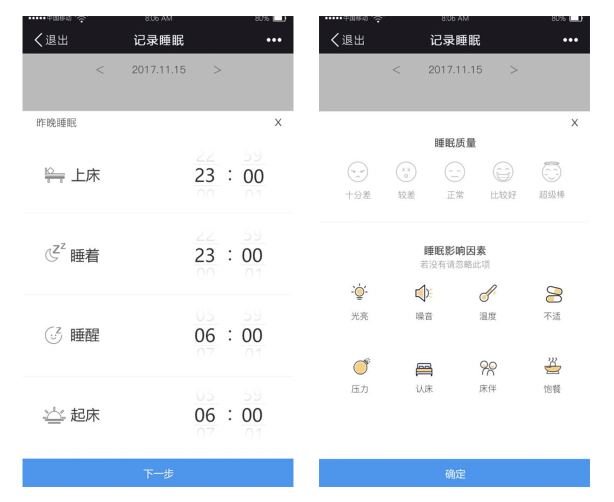 中国移动 8:06 AM 80%
退出 记录睡眠
< 2017.11.15 >
昨晚睡眠 X
22 59
上床 23 : 00
00 01
22 59
睡着 23 : 00
00 01
05 59
睡醒 06 : 00
07 01
05 59
起床 06 : 00
07 01
下一步
中国移动 8:06 AM 80%
退出 记录睡眠
< 2017.11.15 >
X
睡眠质量
十分差 较差 正常 比较好 超级棒
睡眠影响因素
若没有请忽略此项
光亮 噪音 温度 不适
压力 认床 床伴 饱餐
确定